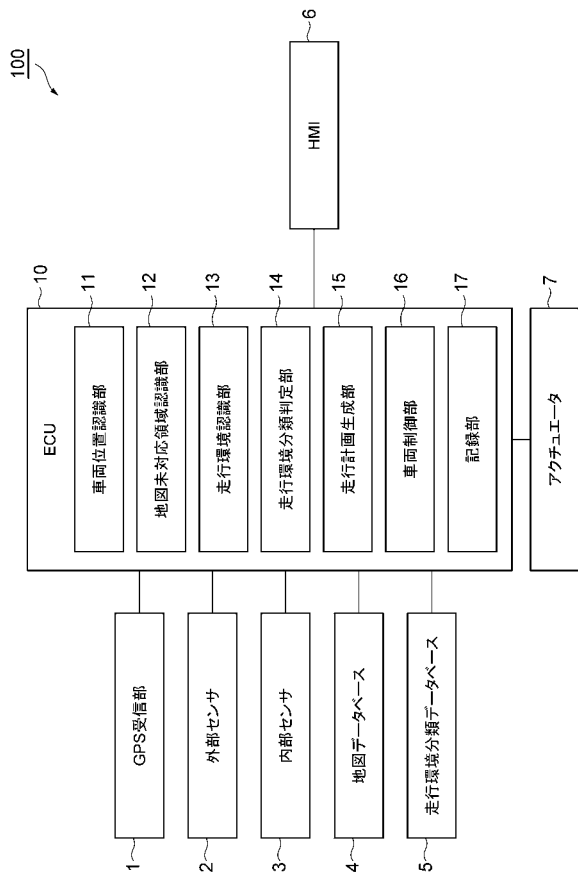 100
1
GPS受信部
2
外部センサ
3
内部センサ
4
地図データベース
5
走行環境分類データベース
10
ECU
車両位置認識部
11
地図未対応領域認識部
12
走行環境認識部
13
走行環境分類判定部
14
走行計画生成部
15
車両制御部
16
記録部
17
HMI
6
アクチュエータ
7